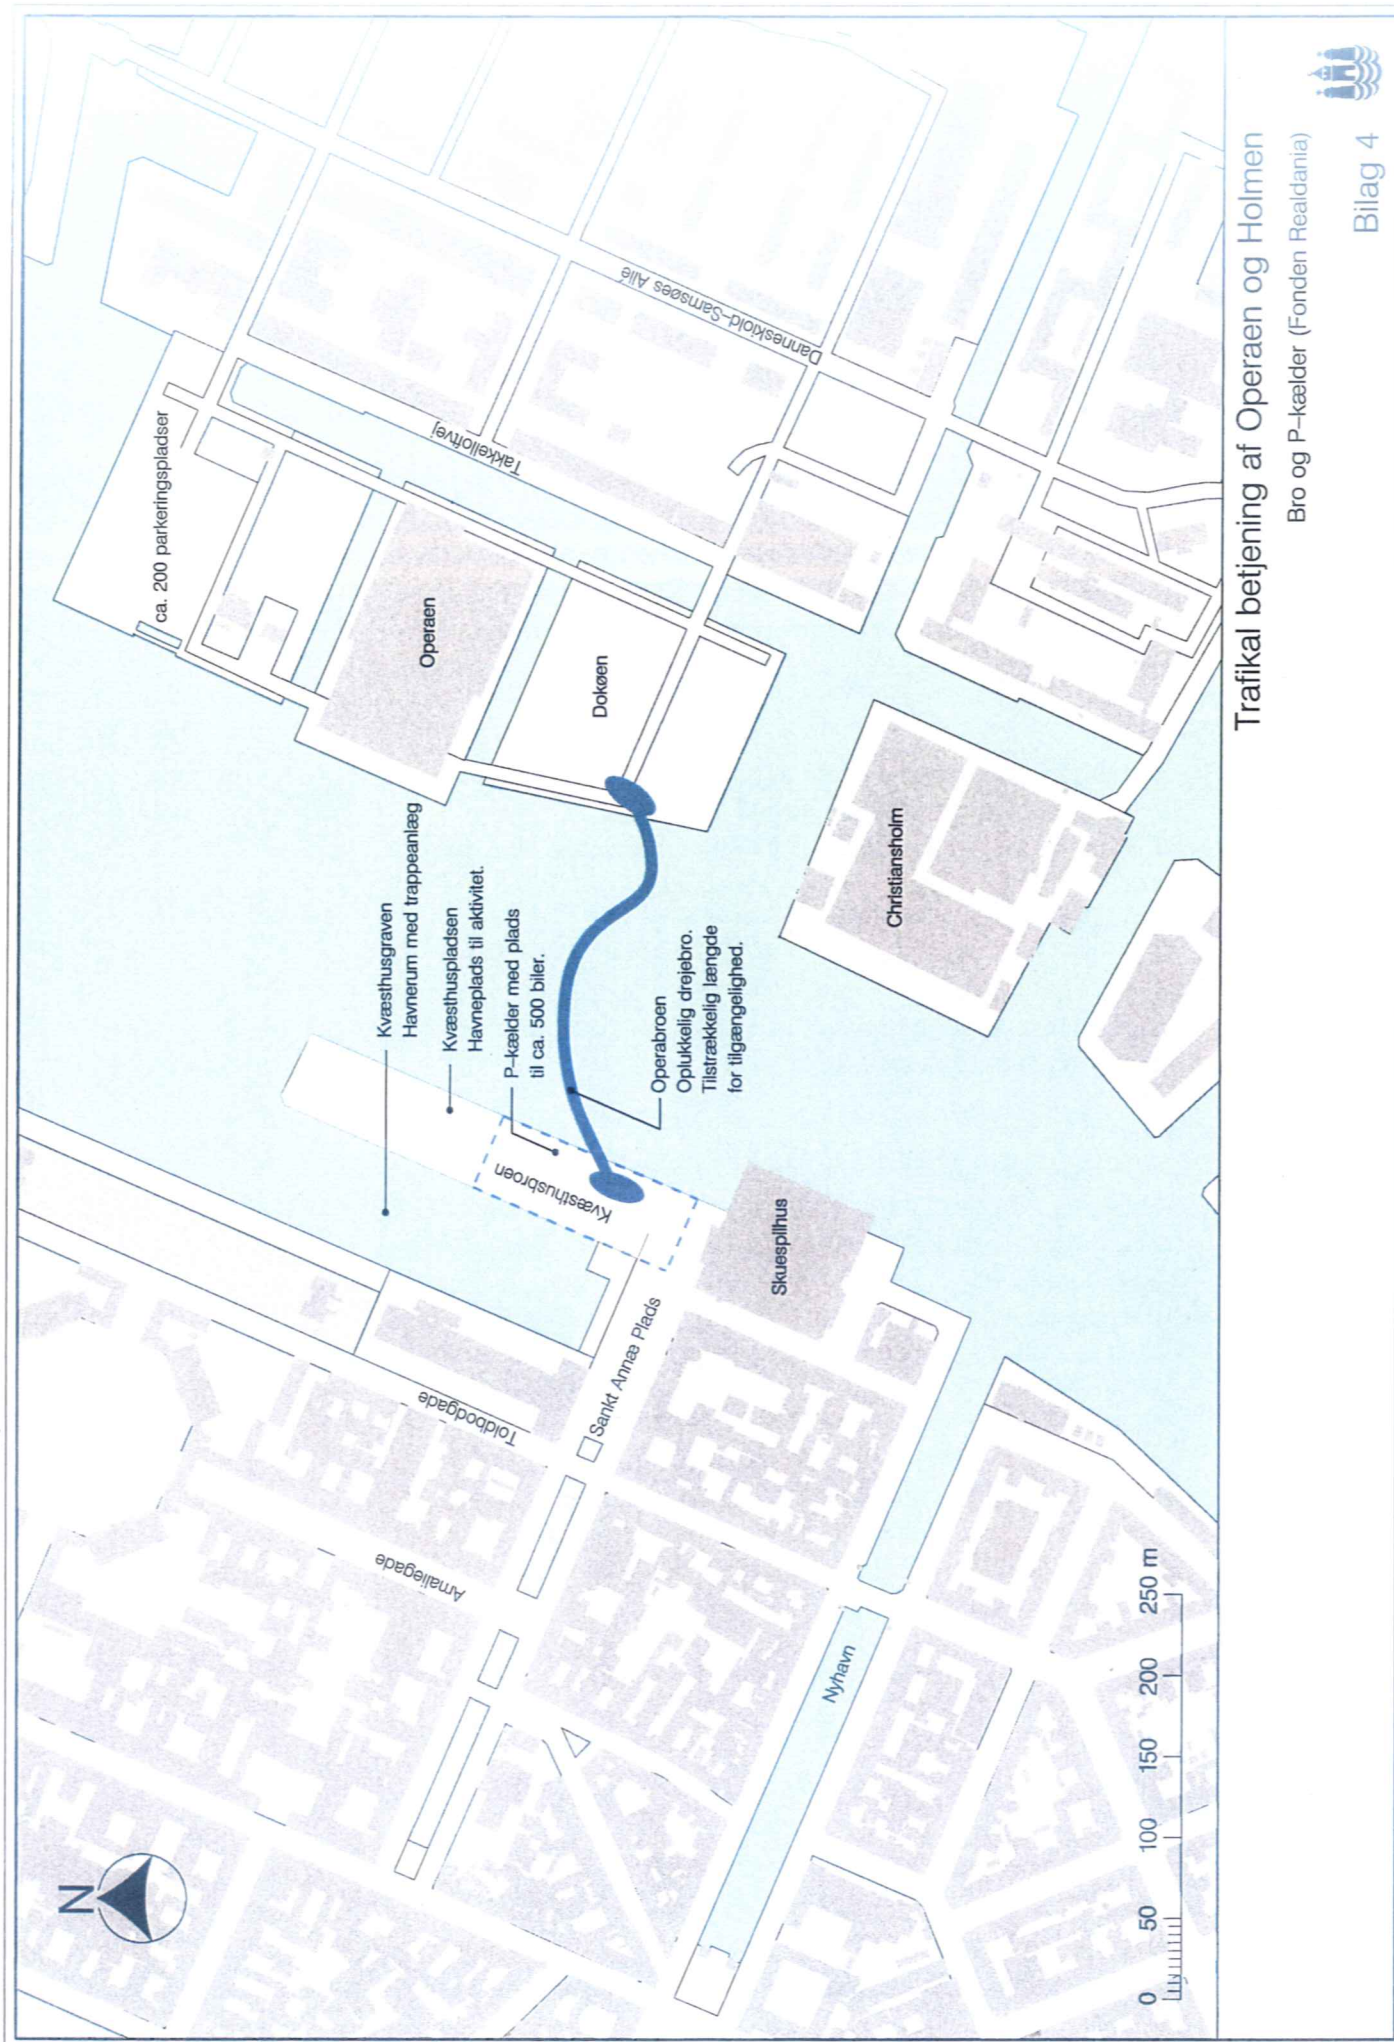 N
ca. 200 parkeringspladser
Operaen
Dokøen
Takkelloftvej
Danneskiold-Samsøes Allé
Kvæsthusgraven
Havnerum med trappeanlæg
Kvæsthuspladsen
Havneplads til aktivitet.
P-kælder med plads
til ca. 500 biler.
Kvæsthusbroen
Operabroen
Oplukkelig drejebro.
Tilstrækkelig længde
for tilgængelighed.
Christiansholm
Skuespilhus
Sankt Annæ Plads
Toldbodgade
Amaliegade
Nyhavn
0 50 100 150 200 250 m
Trafikal betjening af Operaen og Holmen
Bro og P-kælder (Fonden Realdania)
Bilag 4